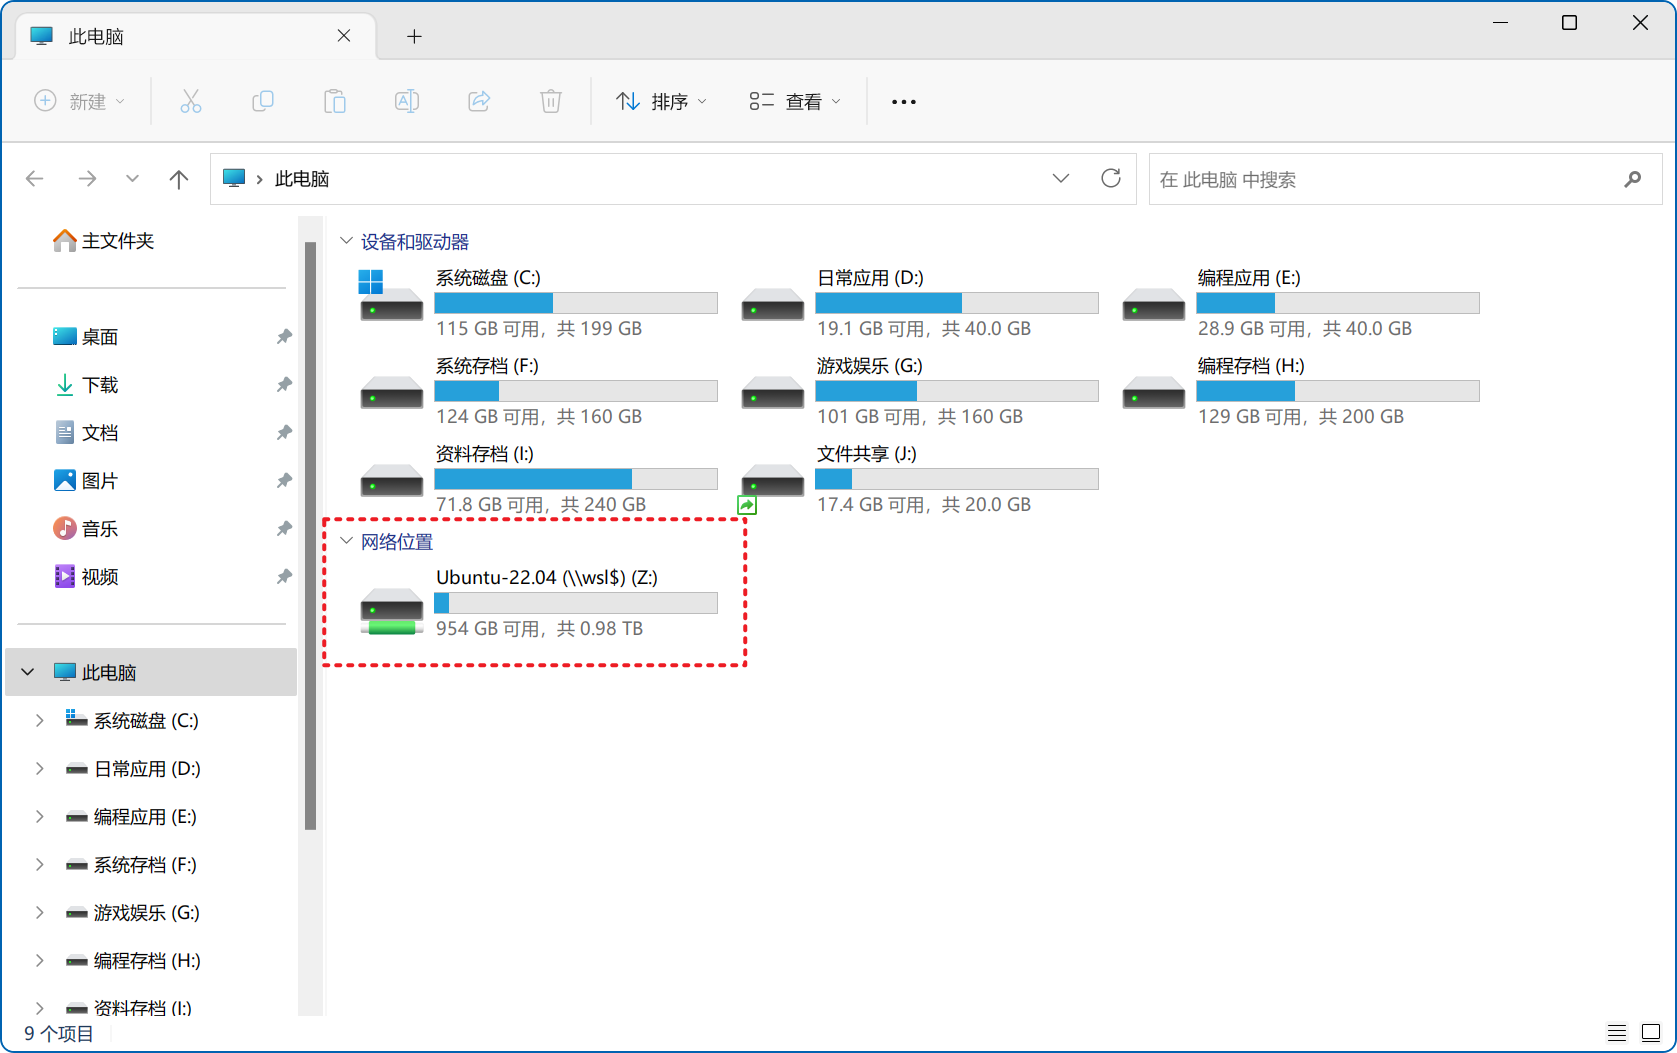 此电脑
新建
排序
查看
此电脑
在 此电脑 中搜索
主文件夹
桌面
下载
文档
图片
音乐
视频
此电脑
系统磁盘 (C:)
日常应用 (D:)
编程应用 (E:)
系统存档 (F:)
游戏娱乐 (G:)
编程存档 (H:)
资料存档 (I:)
设备和驱动器
系统磁盘 (C:)
115 GB 可用，共 199 GB
日常应用 (D:)
19.1 GB 可用，共 40.0 GB
编程应用 (E:)
28.9 GB 可用，共 40.0 GB
系统存档 (F:)
124 GB 可用，共 160 GB
游戏娱乐 (G:)
101 GB 可用，共 160 GB
编程存档 (H:)
129 GB 可用，共 200 GB
资料存档 (I:)
71.8 GB 可用，共 240 GB
文件共享 (J:)
17.4 GB 可用，共 20.0 GB
网络位置
Ubuntu-22.04 (\\wsl$) (Z:)
954 GB 可用，共 0.98 TB
9 个项目